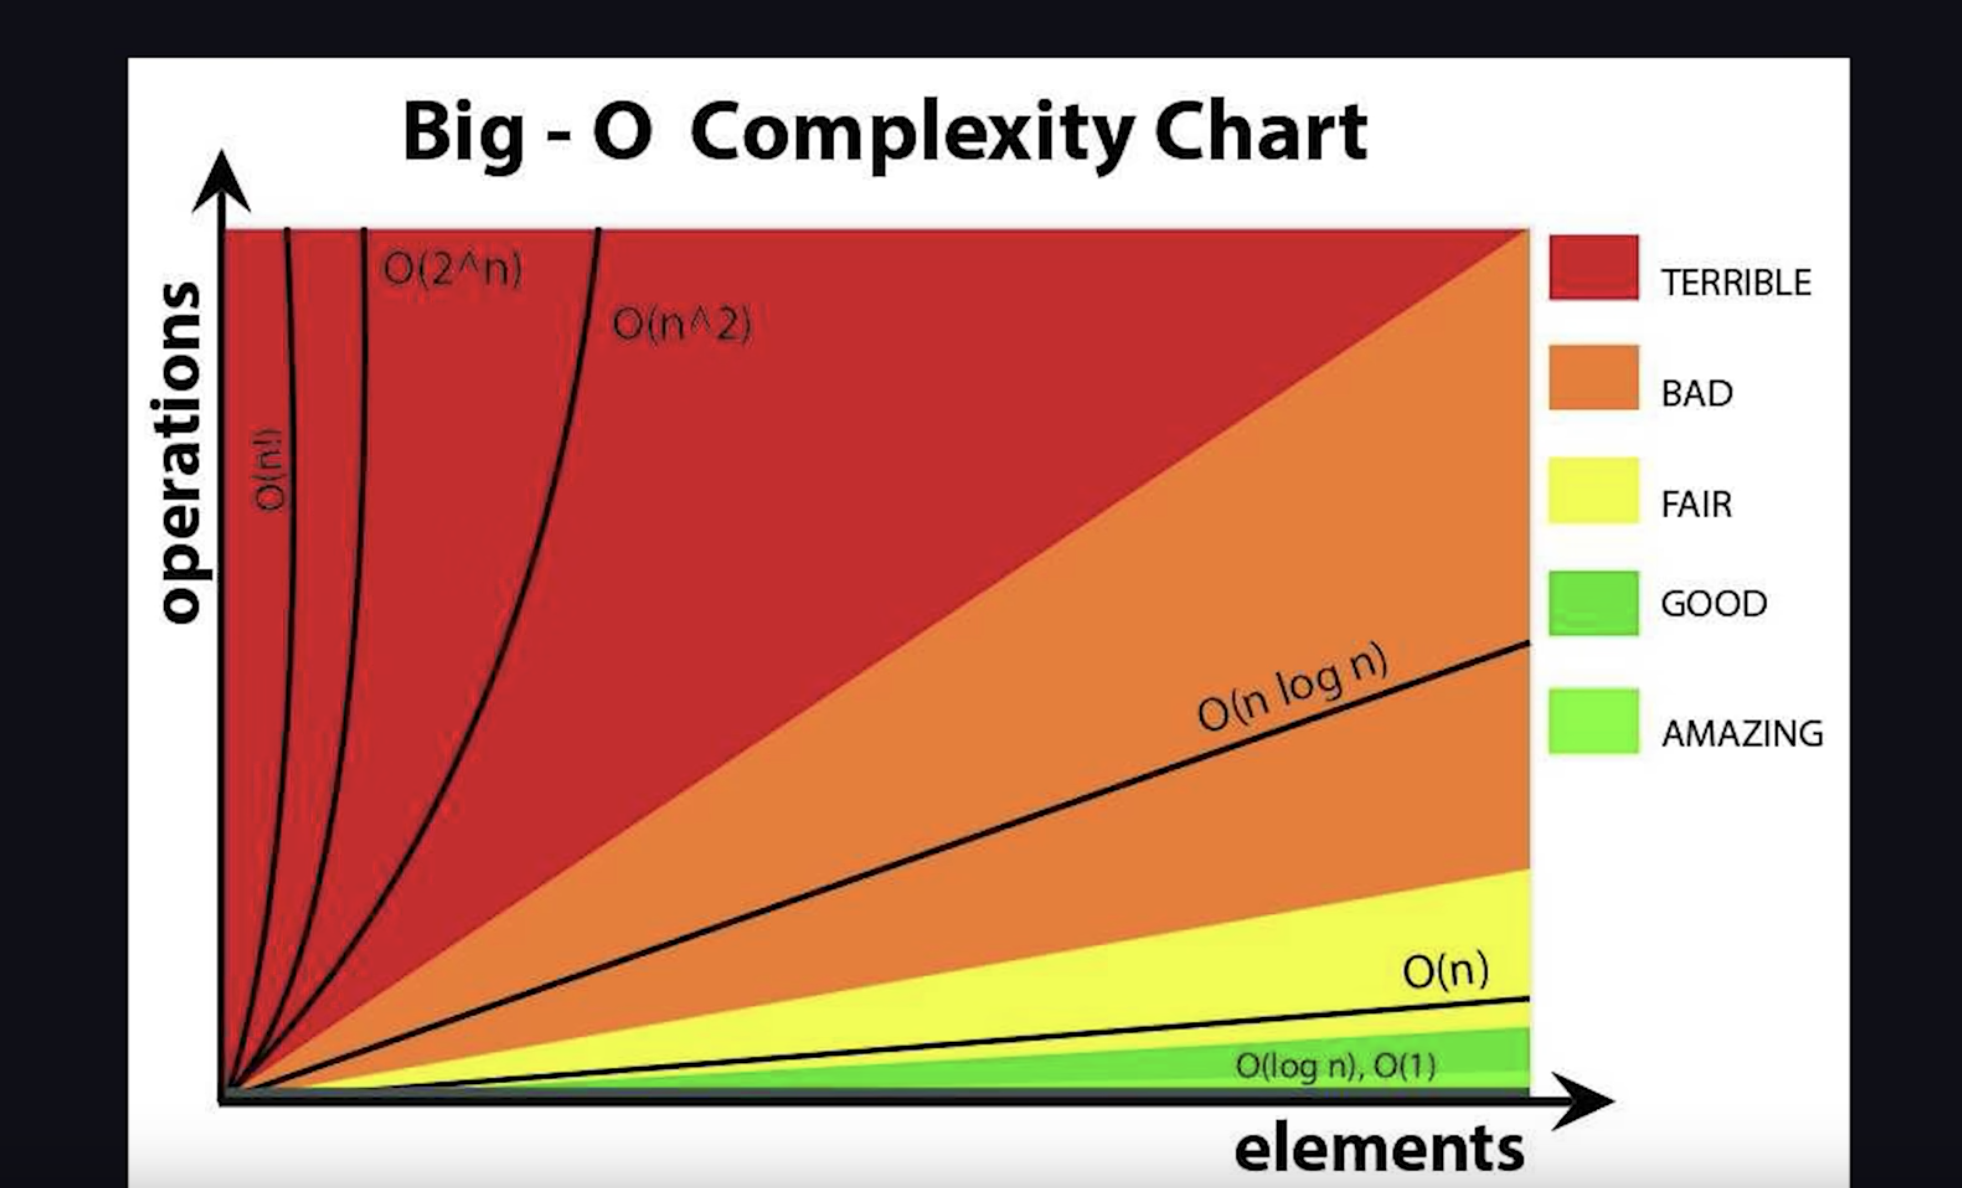 Big - O Complexity Chart
operations
O(n!)
O(2^n)
O(n^2)
O(n log n)
O(n)
O(log n), O(1)
elements
TERRIBLE
BAD
FAIR
GOOD
AMAZING